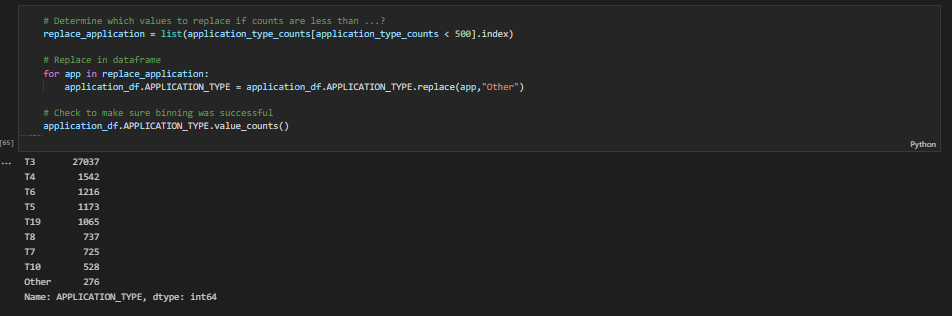 # Determine which values to replace if counts are less than ...?
replace_application = list(application_type_counts[application_type_counts < 500].index)
# Replace in dataframe
for app in replace_application:
    application_df.APPLICATION_TYPE = application_df.APPLICATION_TYPE.replace(app,"Other")
# Check to make sure binning was successful
application_df.APPLICATION_TYPE.value_counts()
[65]
Python
... T3 27037
T4 1542
T6 1216
T5 1173
T19 1065
T8 737
T7 725
T10 528
Other 276
Name: APPLICATION_TYPE, dtype: int64